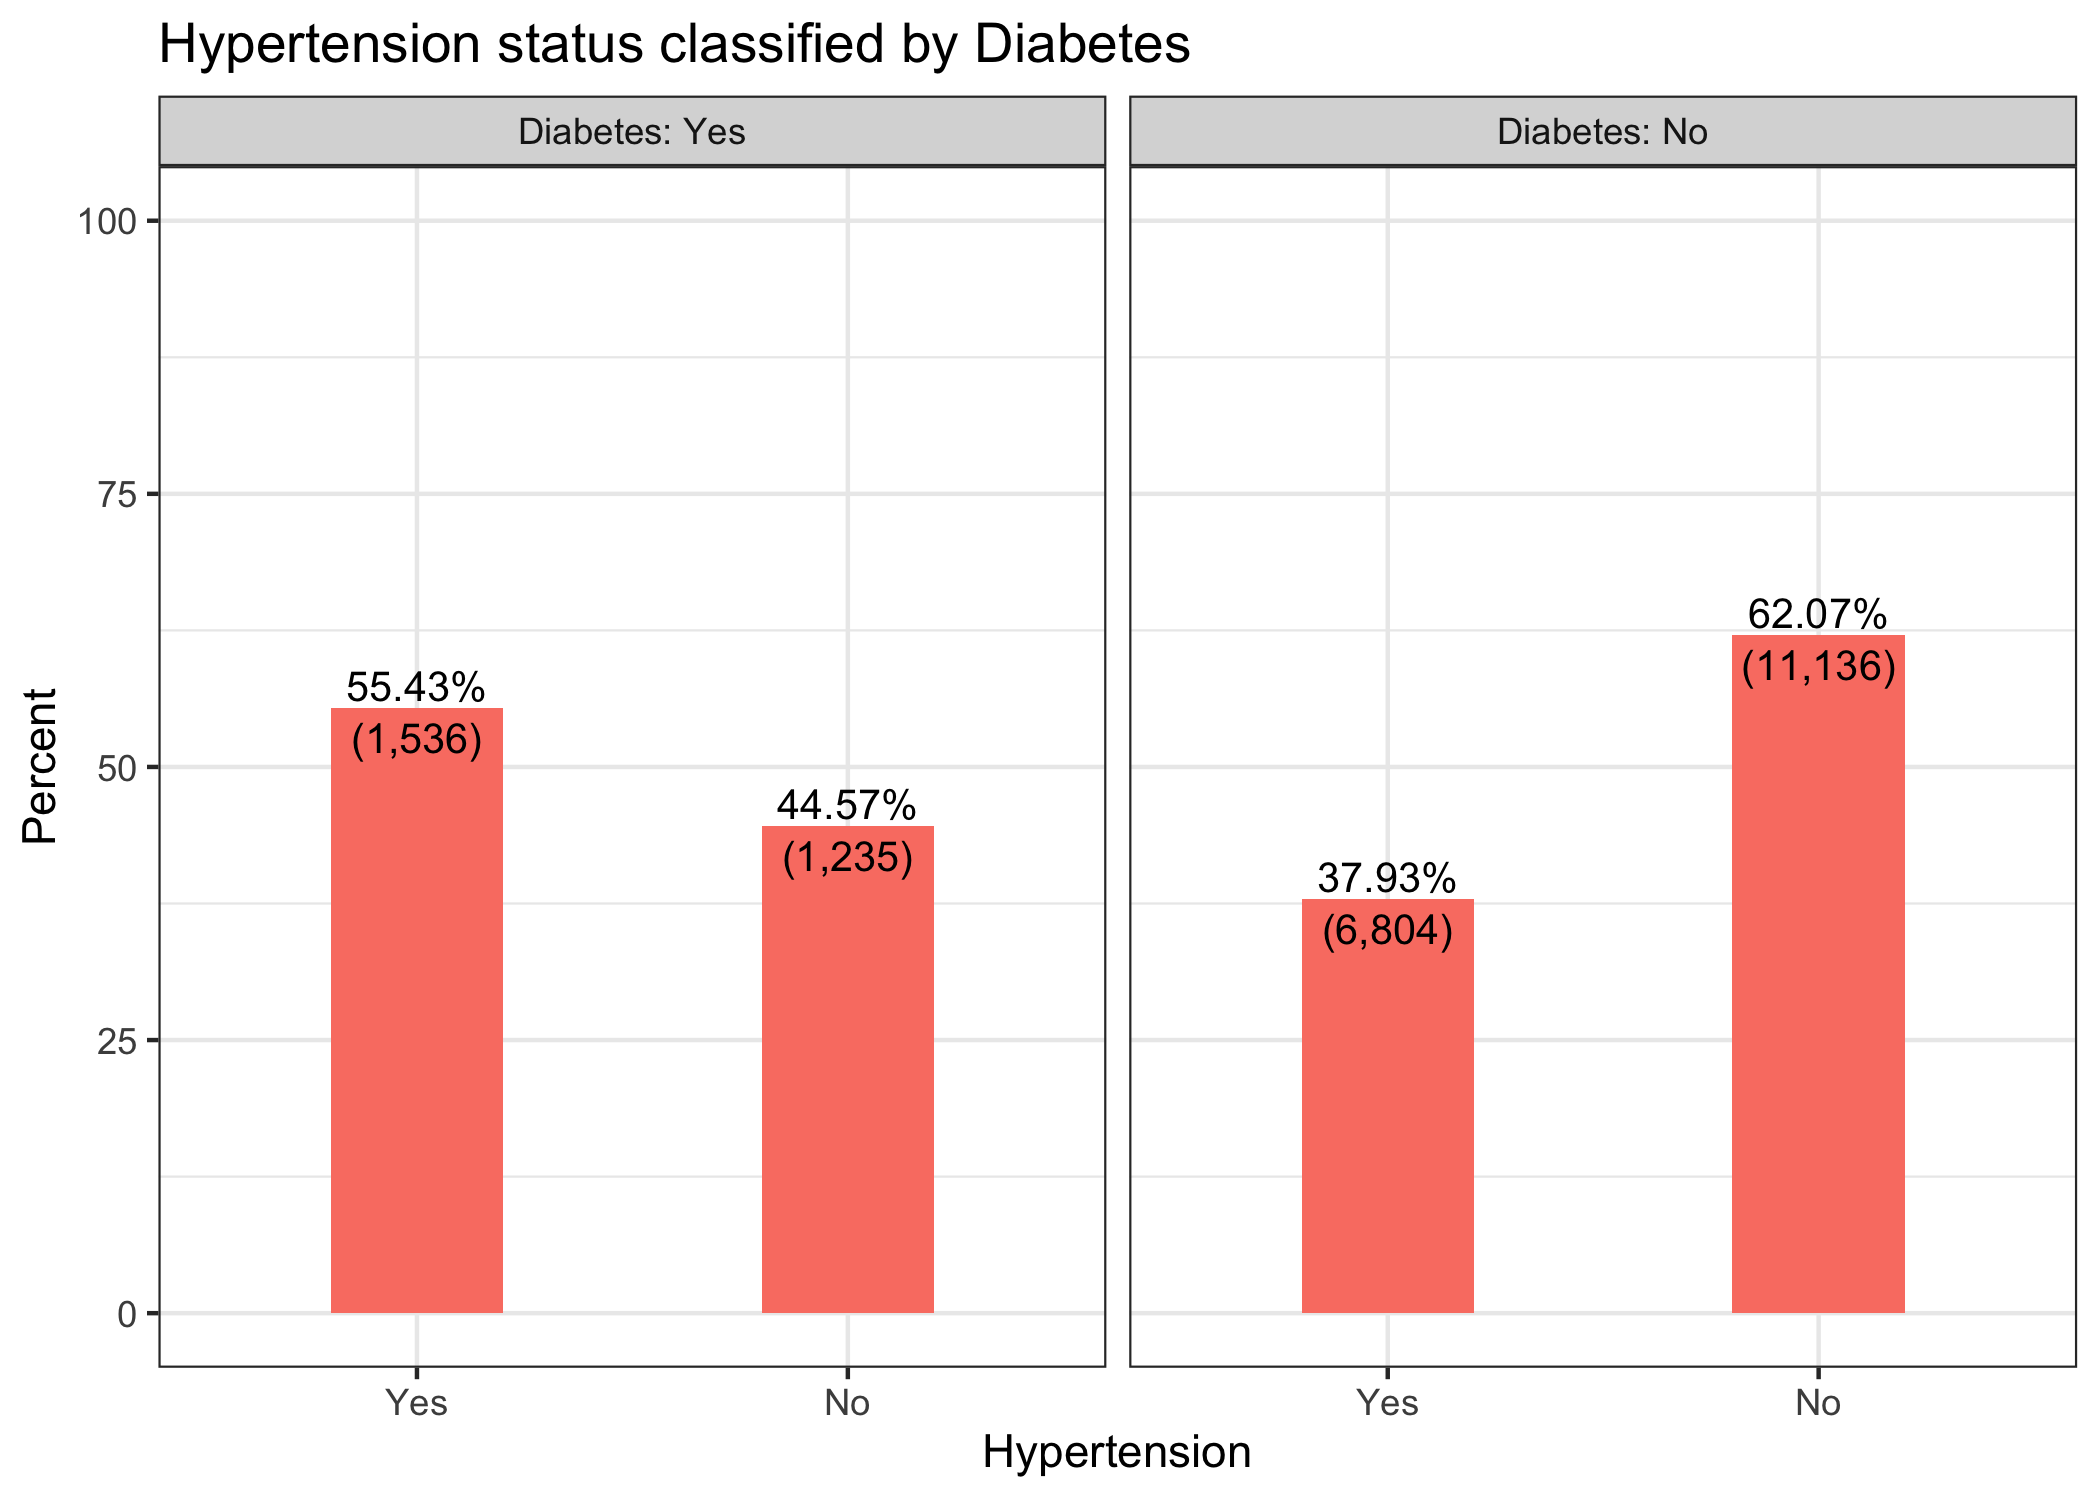 Hypertension status classified by Diabetes
Diabetes: Yes
Diabetes: No
Percent
100
75
50
25
0
55.43%
(1,536)
44.57%
(1,235)
37.93%
(6,804)
62.07%
(11,136)
Yes
No
Yes
No
Hypertension